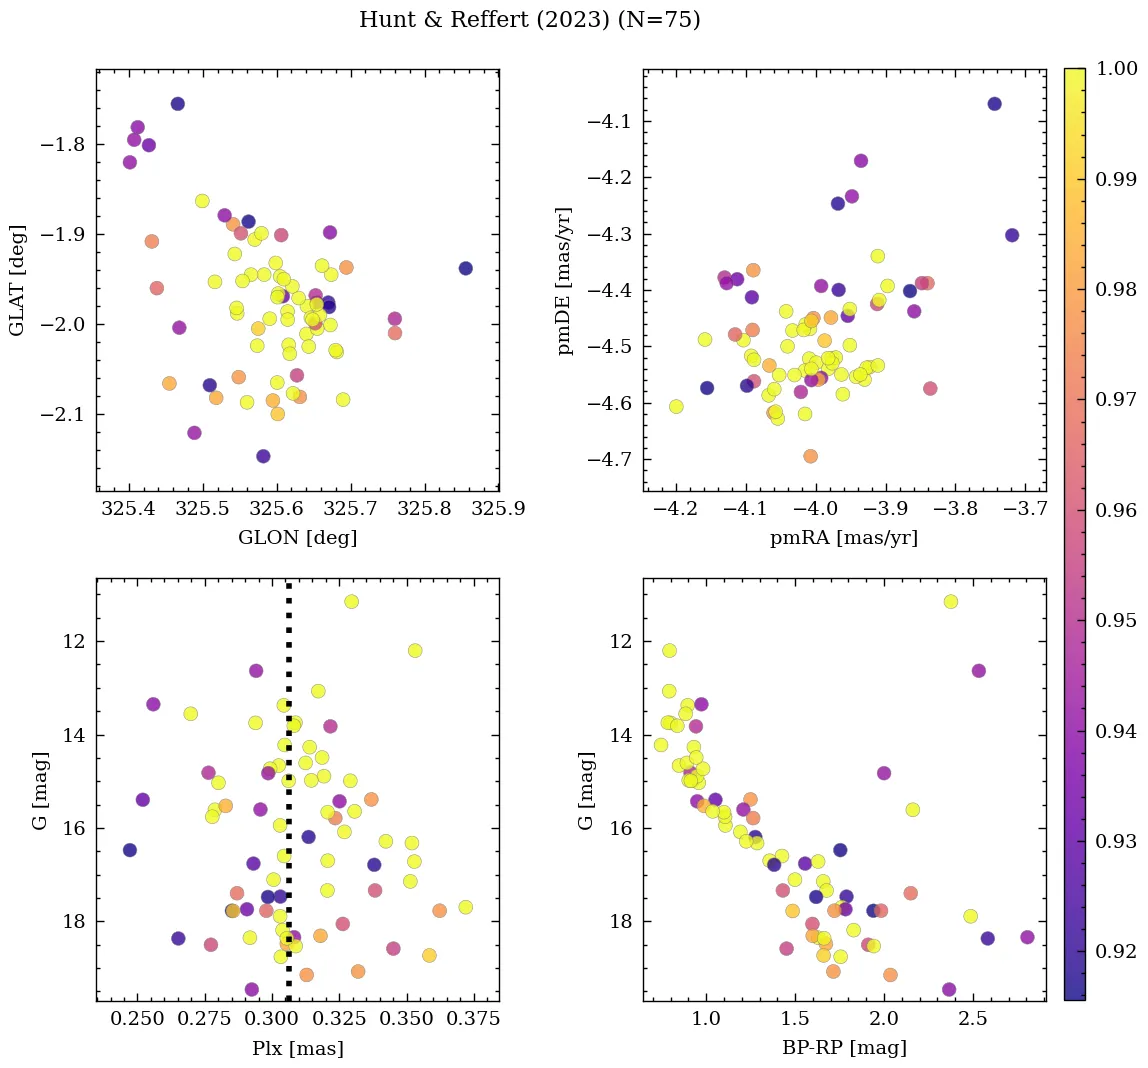 Hunt & Reffert (2023) (N=75)
−1.8
−1.9
−2.0
−2.1
GLAT [deg]
325.4 325.5 325.6 325.7 325.8 325.9
GLON [deg]
−4.1
−4.2
−4.3
−4.4
−4.5
−4.6
−4.7
pmDE [mas/yr]
−4.2 −4.1 −4.0 −3.9 −3.8 −3.7
pmRA [mas/yr]
12
14
16
18
G [mag]
0.250 0.275 0.300 0.325 0.350 0.375
Plx [mas]
12
14
16
18
G [mag]
1.0 1.5 2.0 2.5
BP-RP [mag]
1.00
0.99
0.98
0.97
0.96
0.95
0.94
0.93
0.92